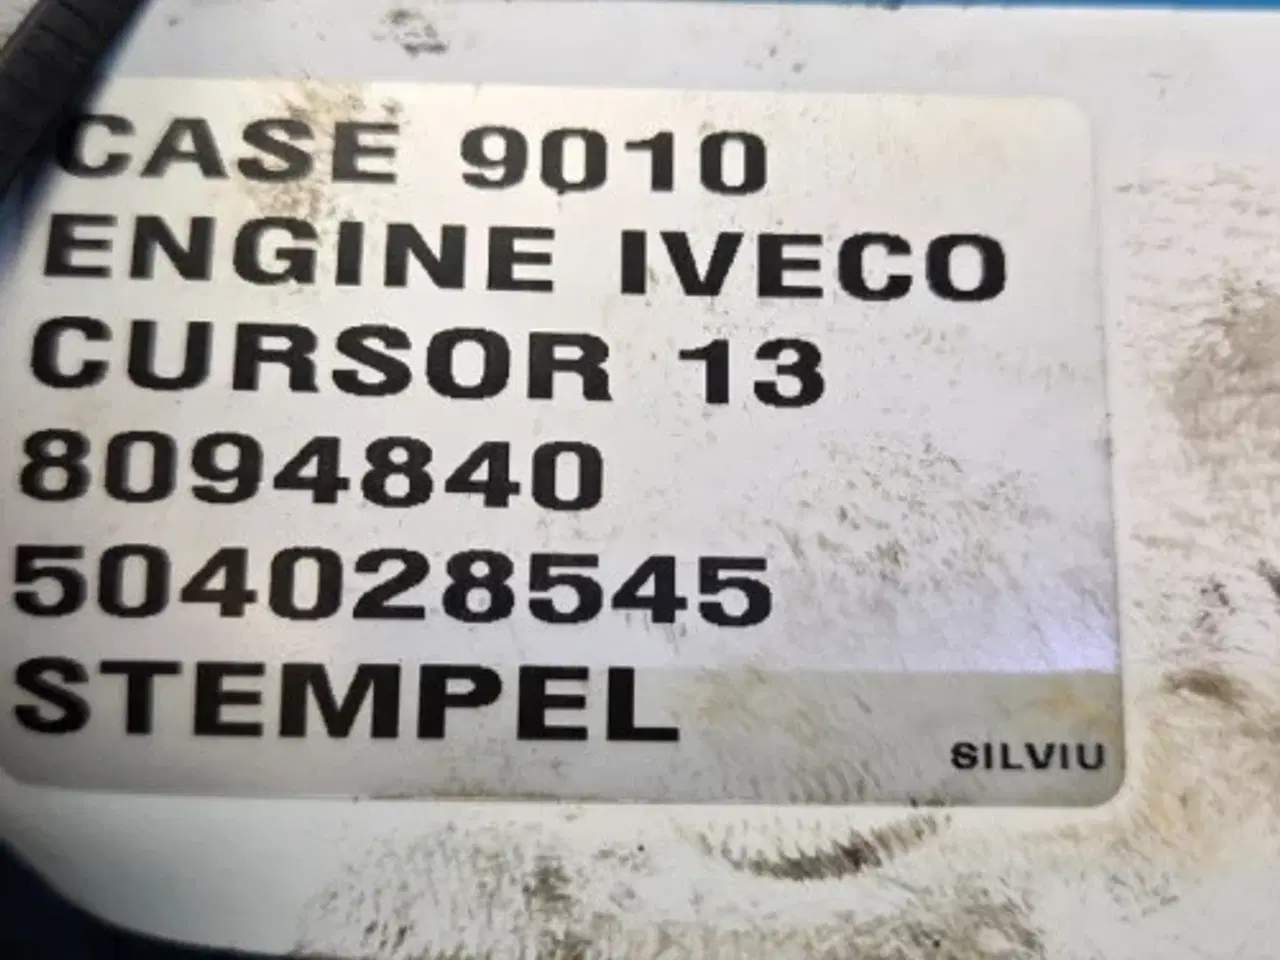 CASE 9010
ENGINE IVECO
CURSOR 13
8094840
504028545
STEMPEL
SILVIU